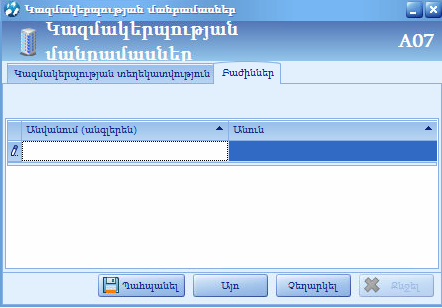 Կազմակերպության մանրամասներ
Կազմակերպության
մանրամասներ
A07
Կազմակերպության տեղեկատվություն
Բաժիններ
Անվանում (անգլերեն)
Անուն
Պահպանել
Այո
Չեղարկել
Ջնջել